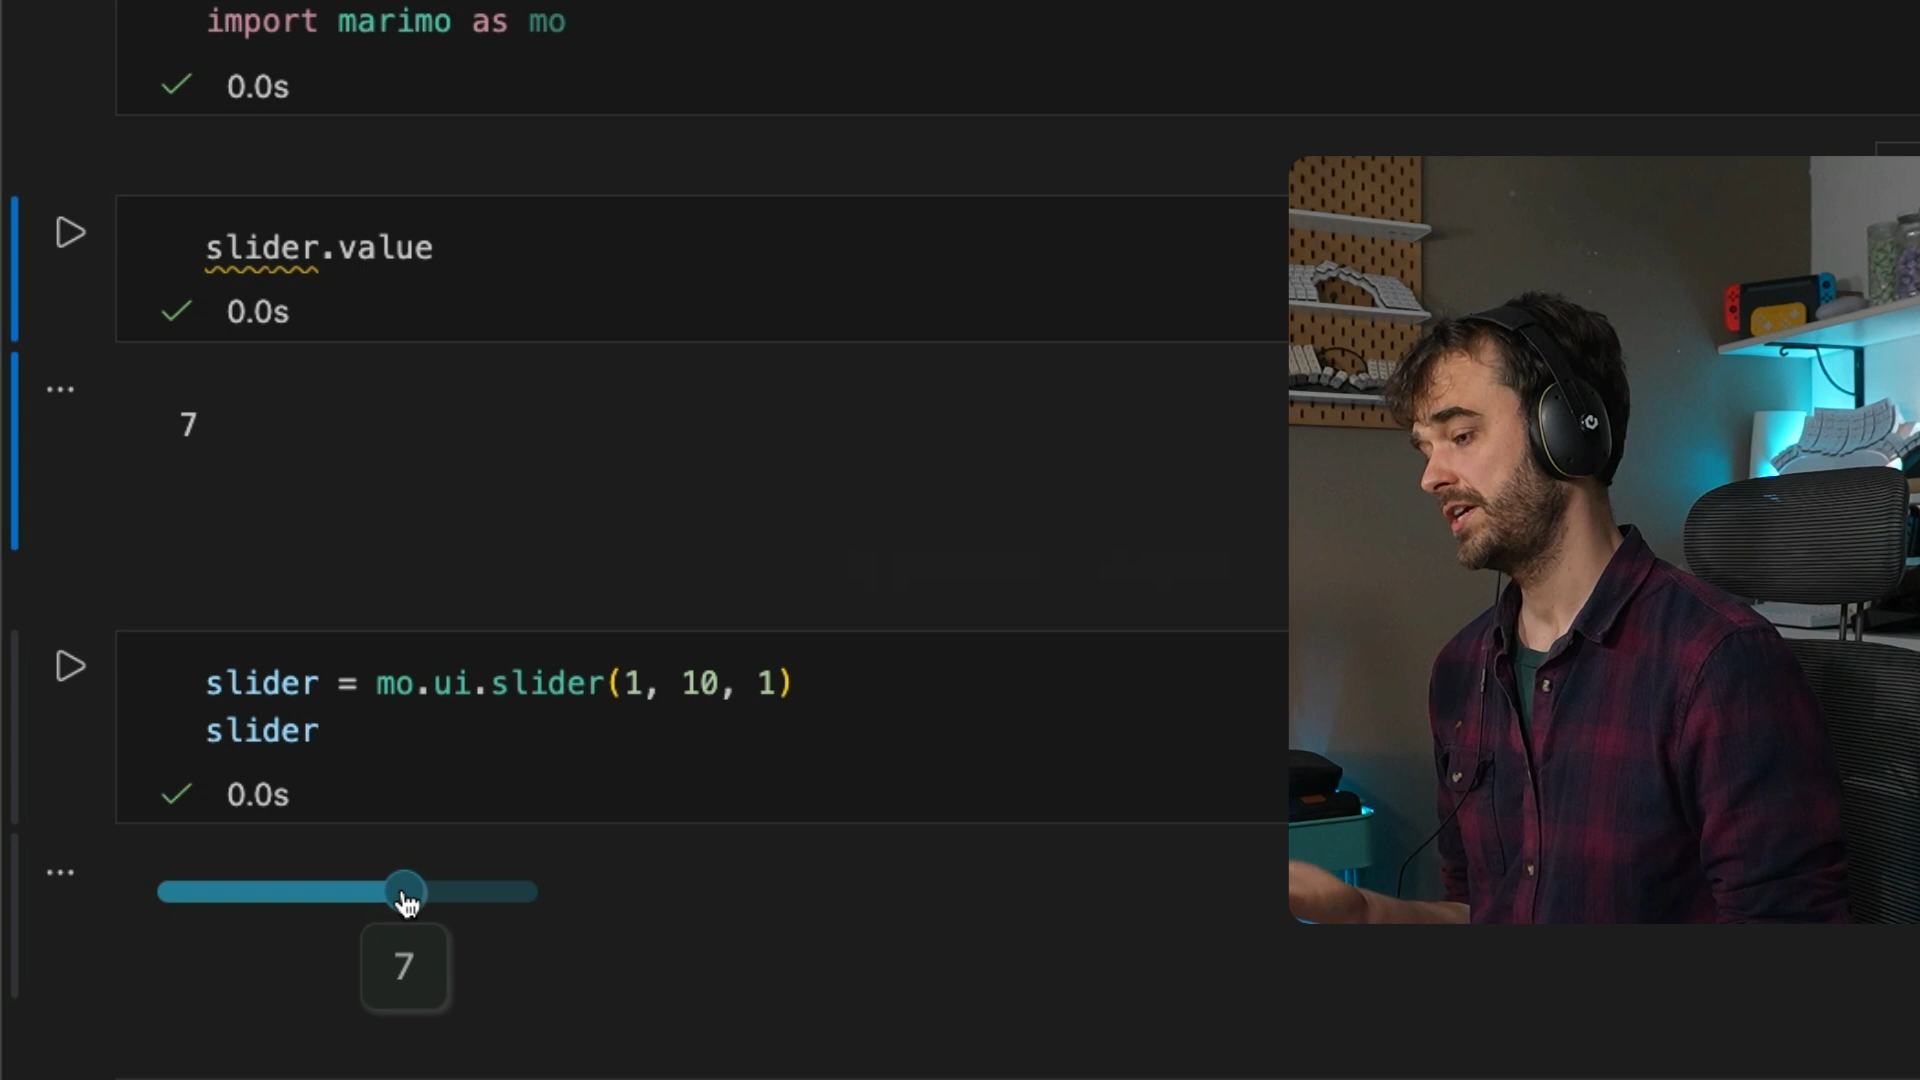 import marimo as mo
0.0s
slider.value
0.0s
7
slider = mo.ui.slider(1, 10, 1)
slider
0.0s
7